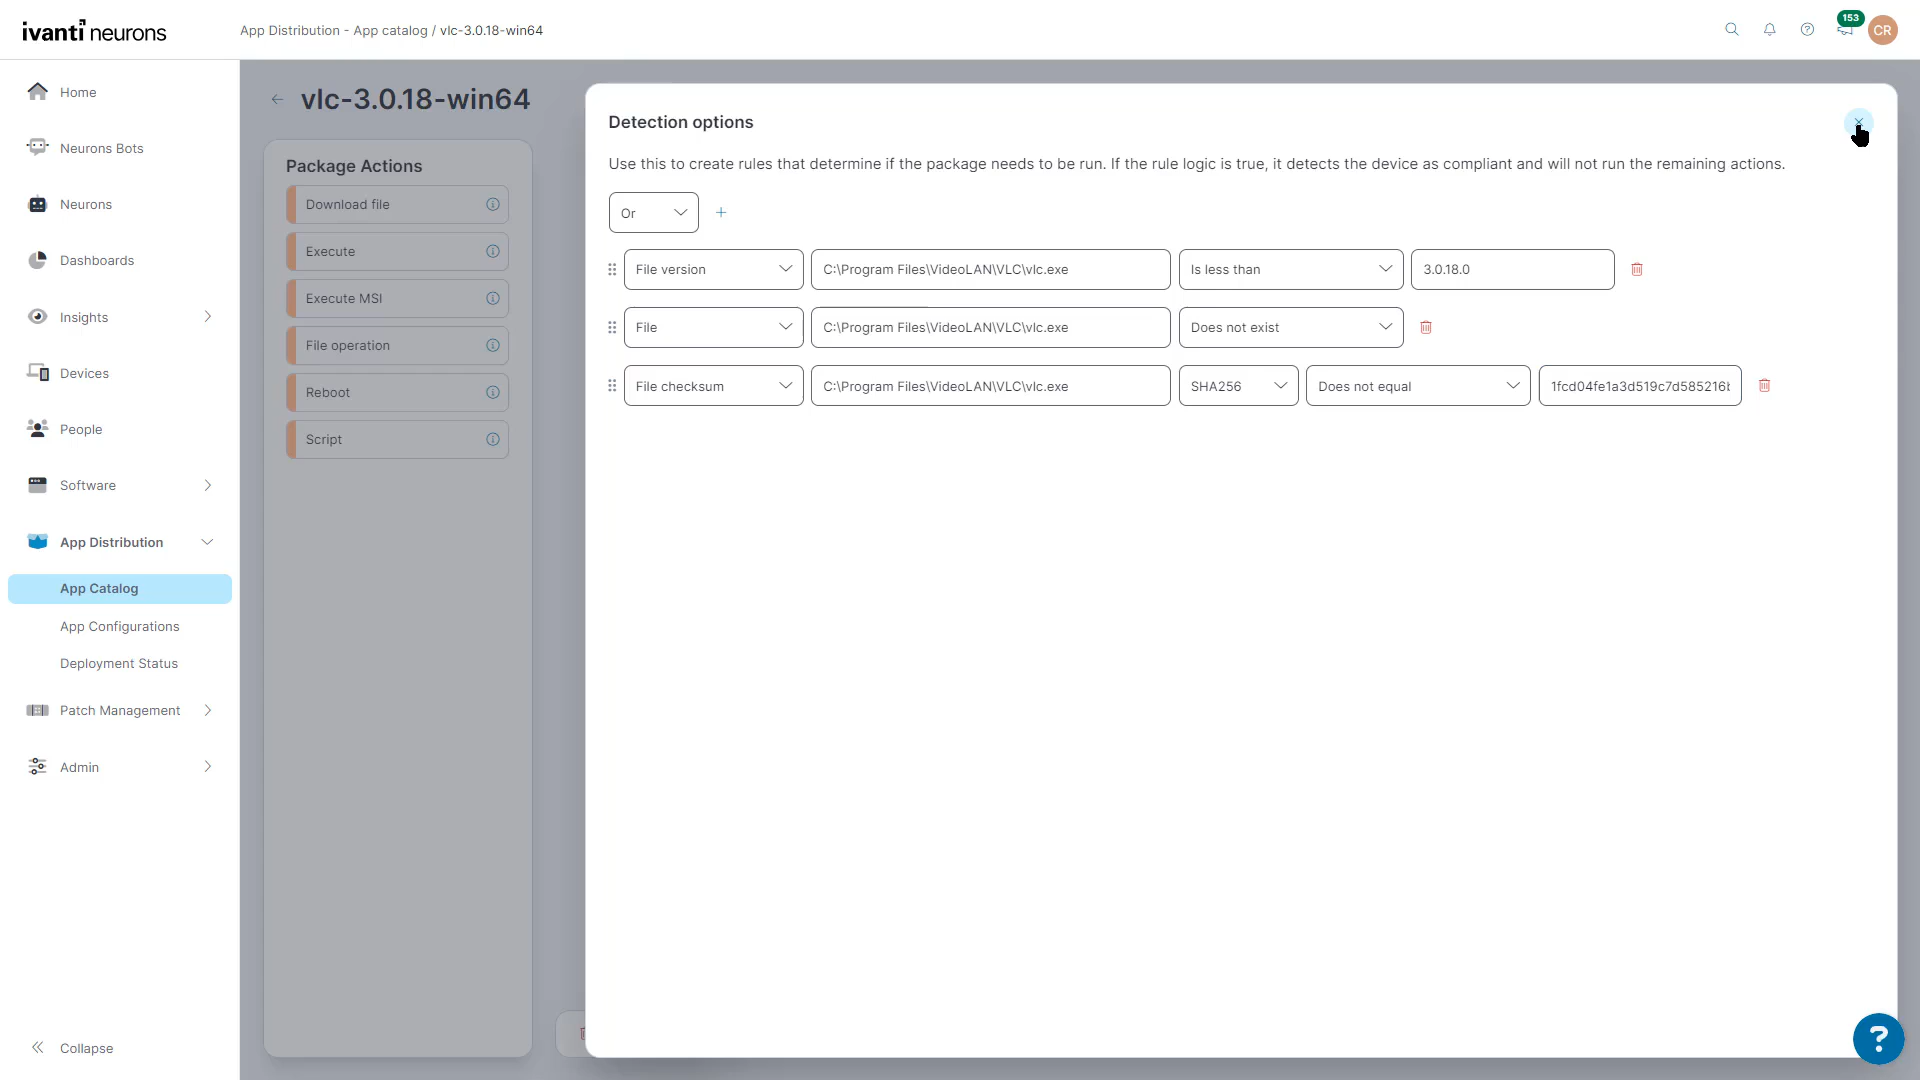 ivanti neurons
App Distribution - App catalog / vlc-3.0.18-win64
153
CR
Home
Neurons Bots
Neurons
Dashboards
Insights
Devices
People
Software
App Distribution
App Catalog
App Configurations
Deployment Status
Patch Management
Admin
Collapse
vlc-3.0.18-win64
Package Actions
Download file
Execute
Execute MSI
File operation
Reboot
Script
Detection options
Use this to create rules that determine if the package needs to be run. If the rule logic is true, it detects the device as compliant and will not run the remaining actions.
Or
File version C:\Program Files\VideoLAN\VLC\vlc.exe Is less than 3.0.18.0
File C:\Program Files\VideoLAN\VLC\vlc.exe Does not exist
File checksum C:\Program Files\VideoLAN\VLC\vlc.exe SHA256 Does not equal 1fcd04fe1a3d519c7d585216
?